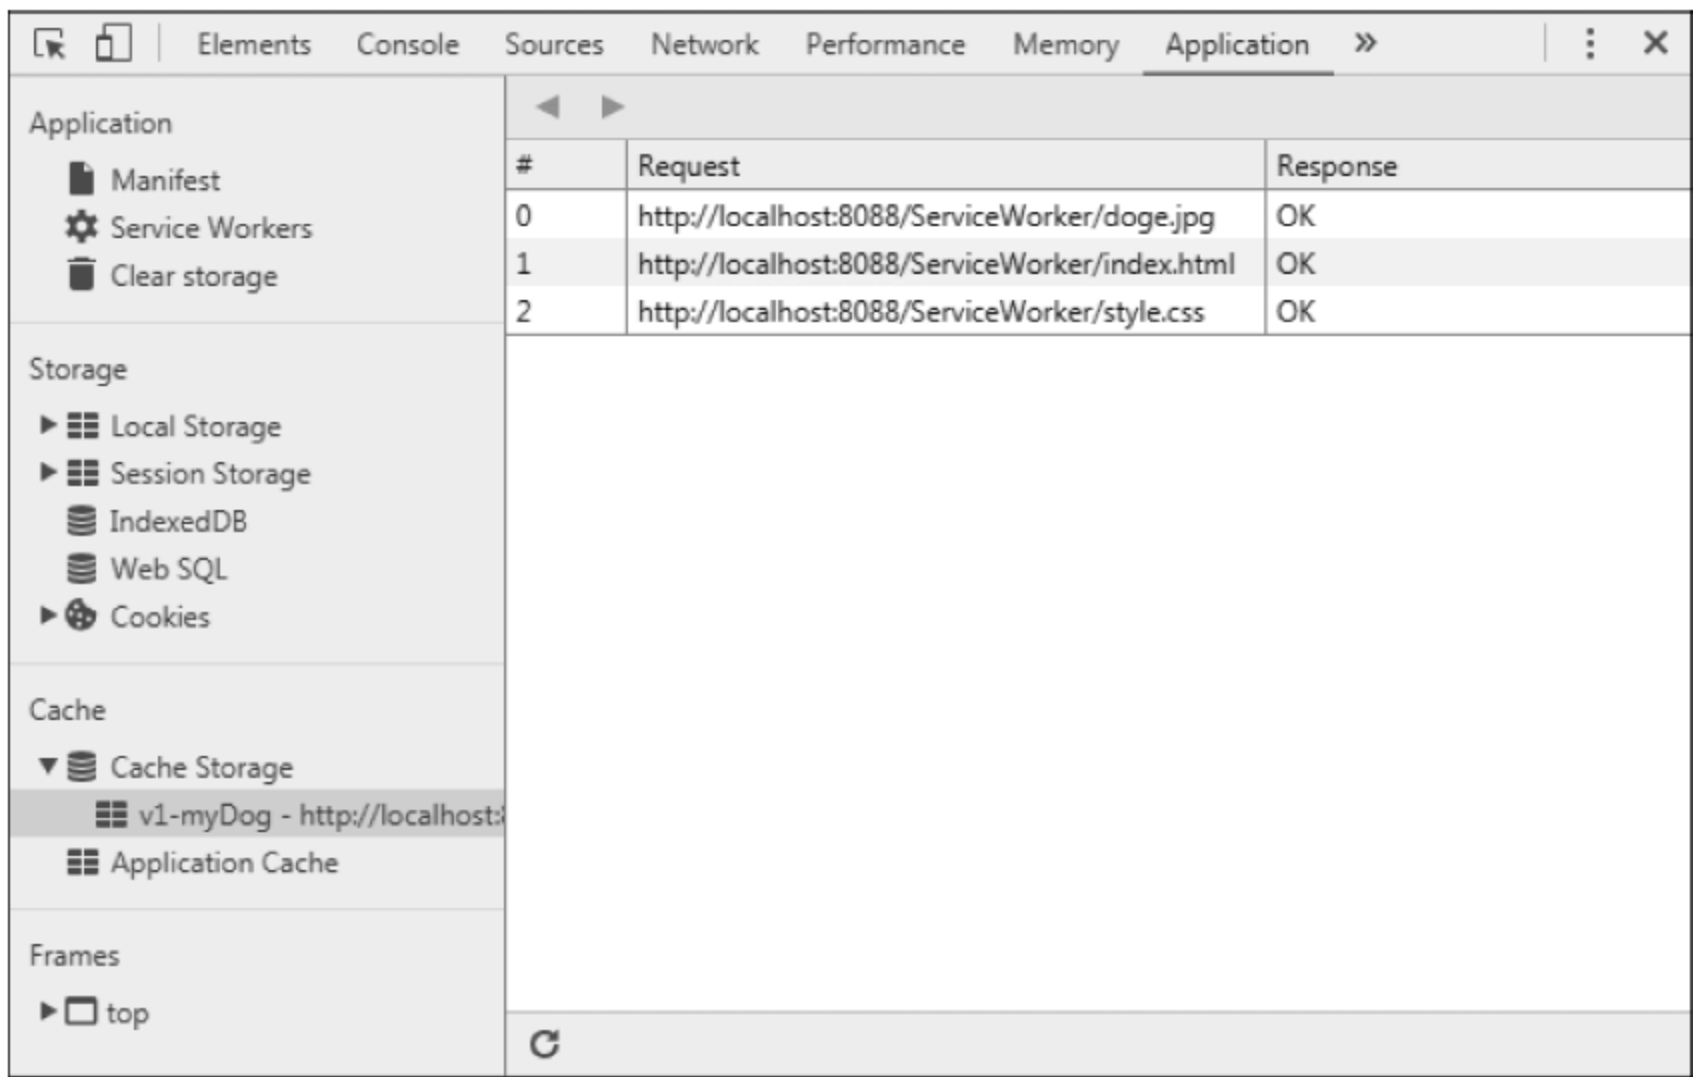 Elements Console Sources Network Performance Memory Application »
Application
Manifest
Service Workers
Clear storage
Storage
Local Storage
Session Storage
IndexedDB
Web SQL
Cookies
Cache
Cache Storage
v1-myDog - http://localhost:8
Application Cache
Frames
top
# Request Response
0 http://localhost:8088/ServiceWorker/doge.jpg OK
1 http://localhost:8088/ServiceWorker/index.html OK
2 http://localhost:8088/ServiceWorker/style.css OK